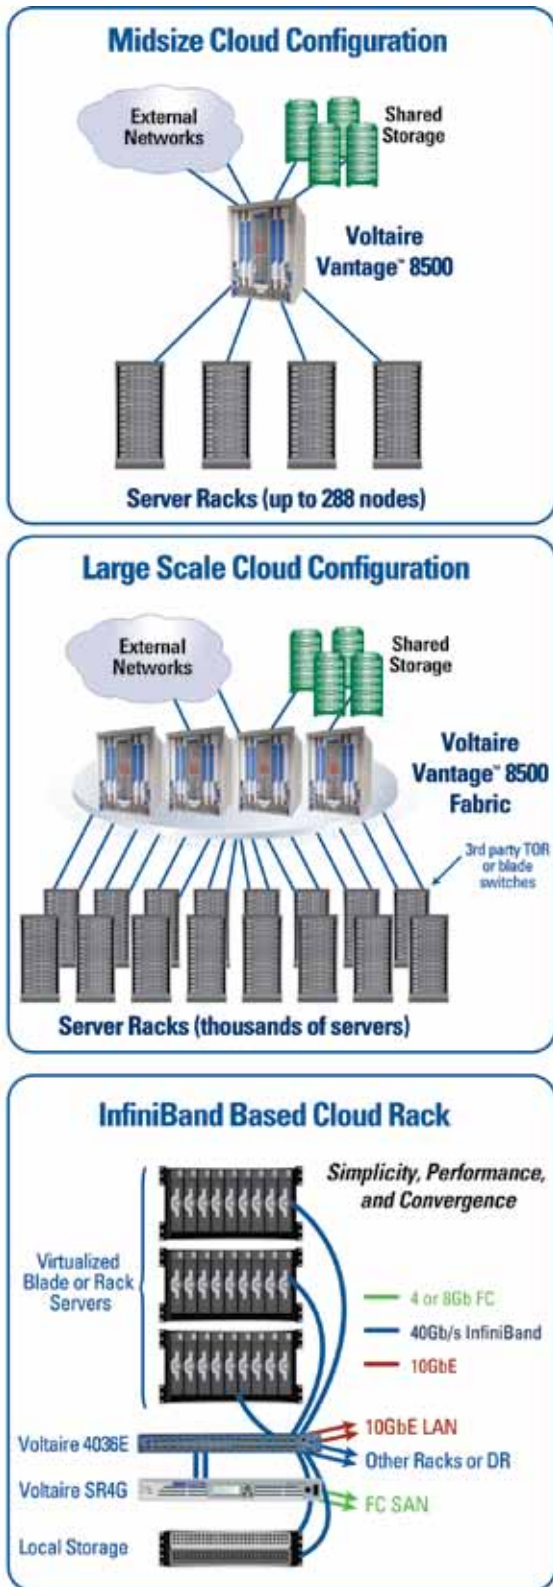 Midsize Cloud Configuration
External
Networks
Shared
Storage
Voltaire
Vantage™ 8500
Server Racks (up to 288 nodes)
Large Scale Cloud Configuration
External
Networks
Shared
Storage
Voltaire
Vantage™ 8500
Fabric
3rd party TOR
or blade
switches
Server Racks (thousands of servers)
InfiniBand Based Cloud Rack
Simplicity, Performance,
and Convergence
Virtualized
Blade or Rack
Servers
4 or 8Gb FC
40Gb/s InfiniBand
10GbE
Voltaire 4036E
10GbE LAN
Other Racks or DR
Voltaire SR4G
FC SAN
Local Storage